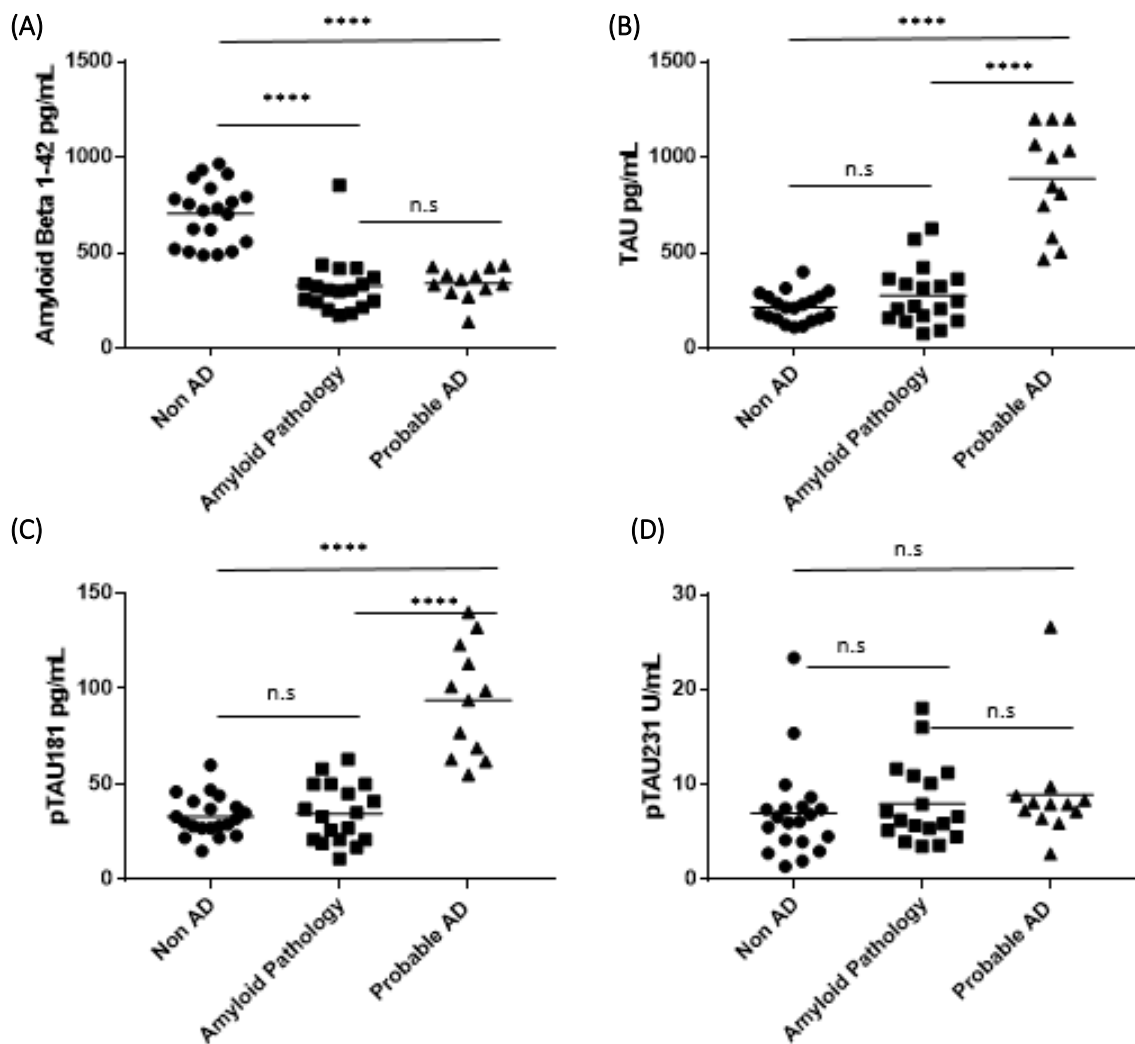 (A)
****
Amyloid Beta 1-42 pg/mL
1500
1000
500
0
****
n.s
Non AD
Amyloid Pathology
Probable AD
(B)
****
TAU pg/mL
1500
1000
500
0
****
n.s
Non AD
Amyloid Pathology
Probable AD
(C)
****
pTAU181 pg/mL
150
100
50
0
****
n.s
Non AD
Amyloid Pathology
Probable AD
(D)
n.s
pTAU231 U/mL
30
20
10
0
n.s
n.s
Non AD
Amyloid Pathology
Probable AD